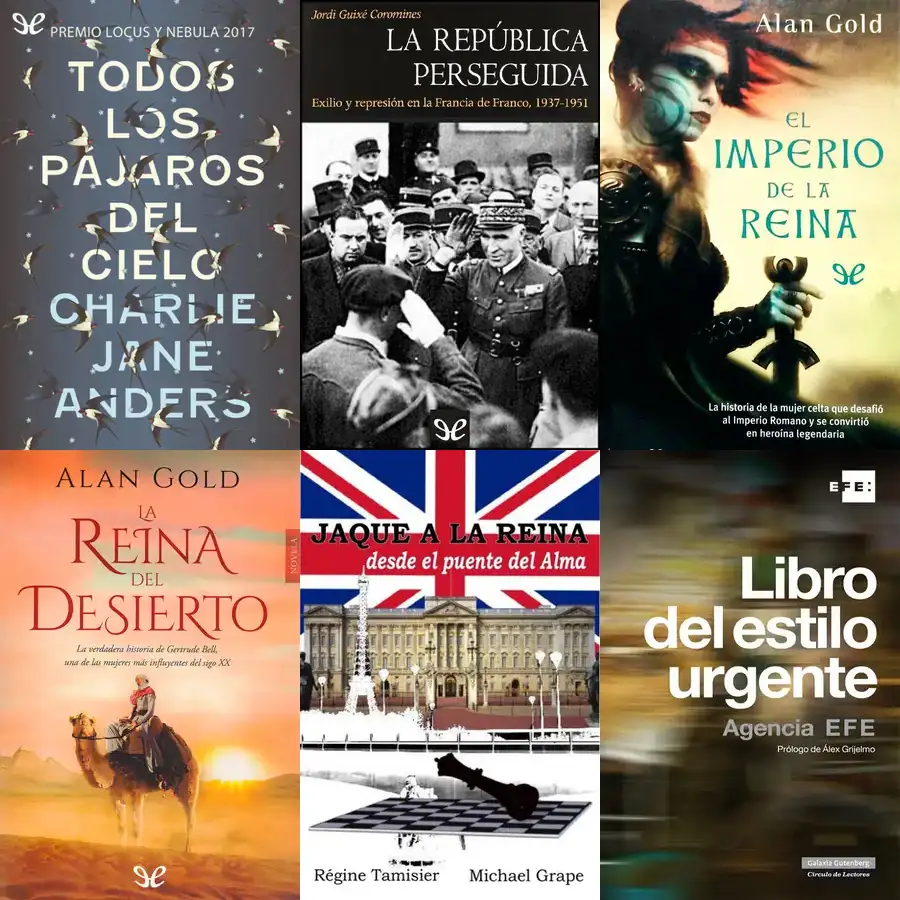 PREMIO LOCUS Y NEBULA 2017
TODOS
LOS
PÁJAROS
DEL
CIELO
CHARLIE
JANE
ANDERS
Jordi Guixé Coromines
LA REPÚBLICA
PERSEGUIDA
Exilio y represión en la Francia de Franco, 1937-1951
Alan Gold
EL
IMPERIO
DE LA
REINA
La historia de la mujer celta que desafió
al Imperio Romano y se convirtió
en heroína legendaria
ALAN GOLD
LA
REINA
DEL
DESIERTO
NOVELA
La verdadera historia de Gertrude Bell,
una de las mujeres más influyentes del sigo XX
JAQUE A LA REINA
desde el puente del Alma
Régine Tamisier
Michael Grape
EFE:
Libro
del estilo
urgente
Agencia EFE
Prólogo de Álex Grijelmo
Galaxia Gutenberg
Círculo de Lectores